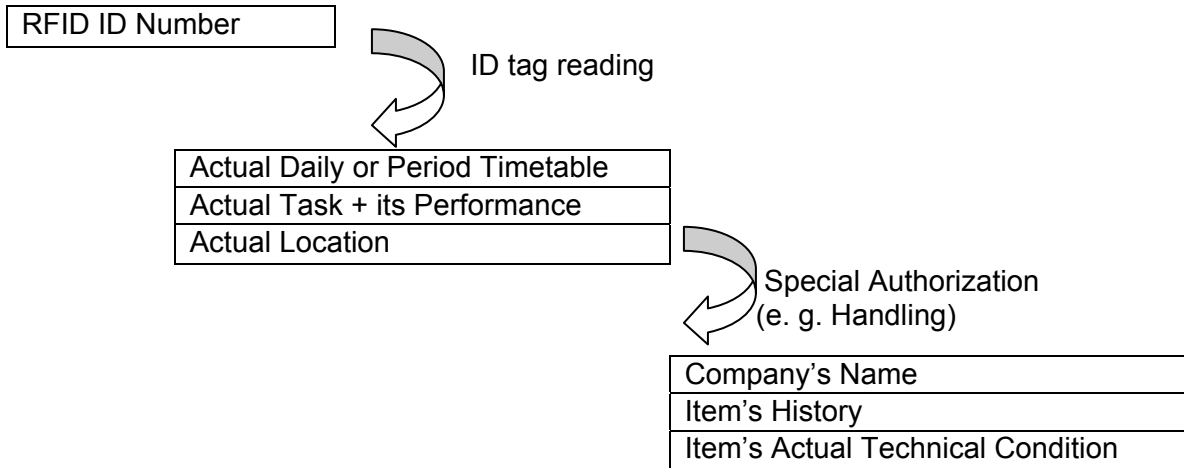 RFID ID Number
ID tag reading
Actual Daily or Period Timetable
Actual Task + its Performance
Actual Location
Special Authorization
(e. g. Handling)
Company’s Name
Item’s History
Item’s Actual Technical Condition